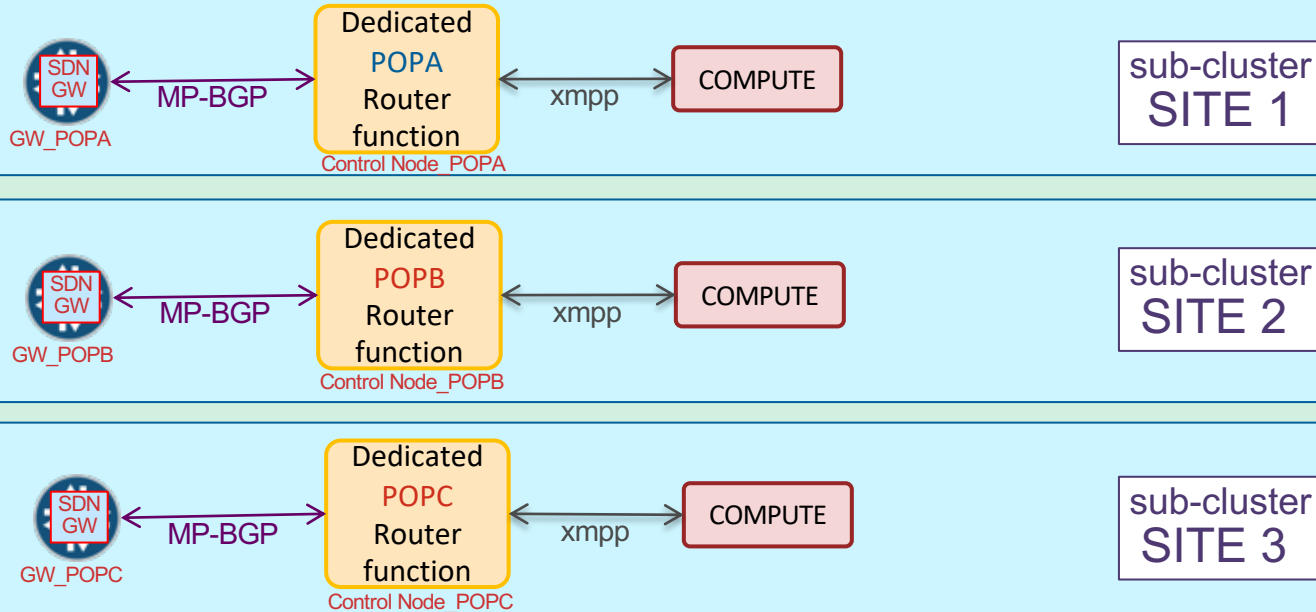 Dedicated
POPA
Router
function
Control Node_POPA
SDN
GW
GW_POPA
MP-BGP
xmpp
COMPUTE
sub-cluster
SITE 1
Dedicated
POPB
Router
function
Control Node_POPB
SDN
GW
GW_POPB
MP-BGP
xmpp
COMPUTE
sub-cluster
SITE 2
Dedicated
POPC
Router
function
Control Node_POPC
SDN
GW
GW_POPC
MP-BGP
xmpp
COMPUTE
sub-cluster
SITE 3